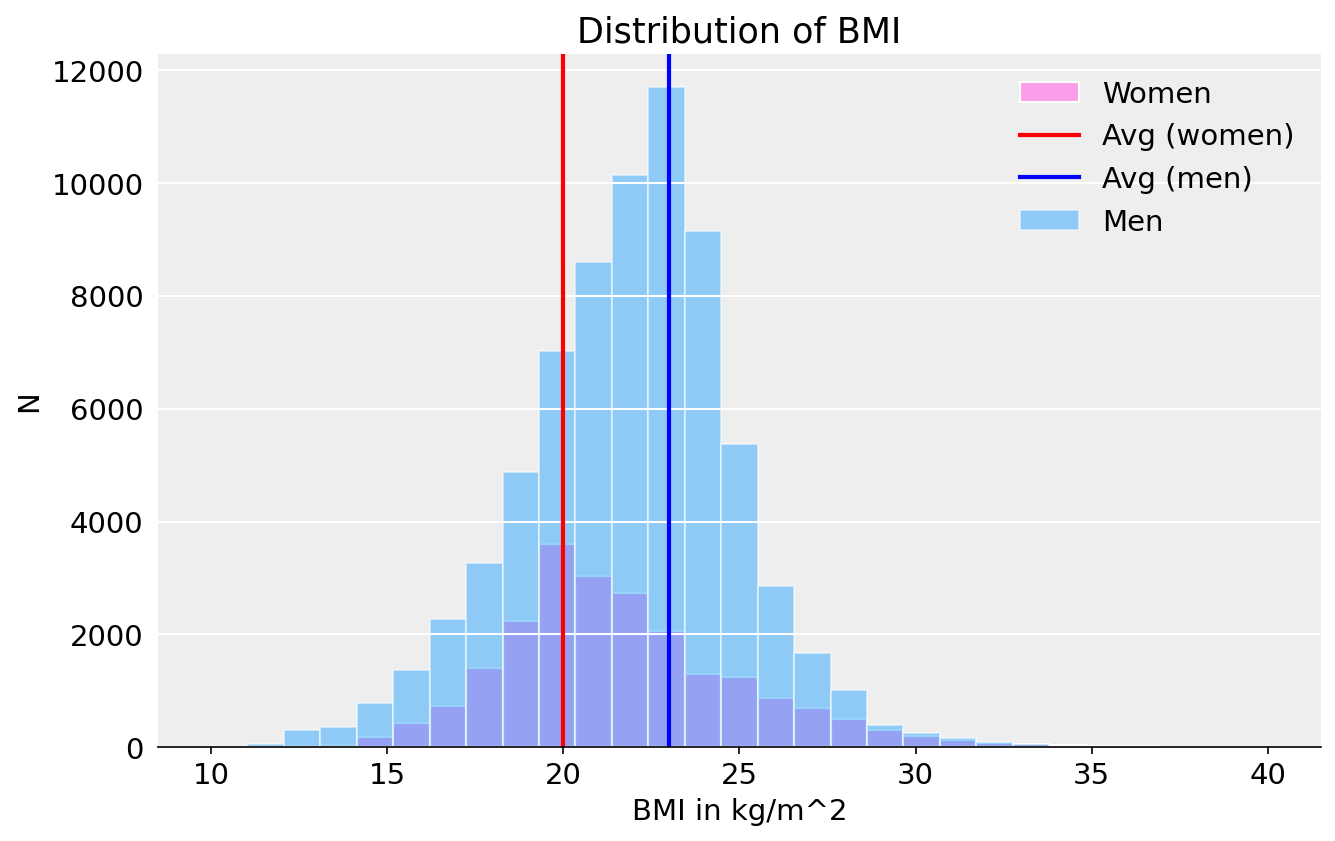 Distribution of BMI
12000
10000
8000
6000
4000
2000
0
N
Women
Avg (women)
Avg (men)
Men
10 15 20 25 30 35 40
BMI in kg/m^2